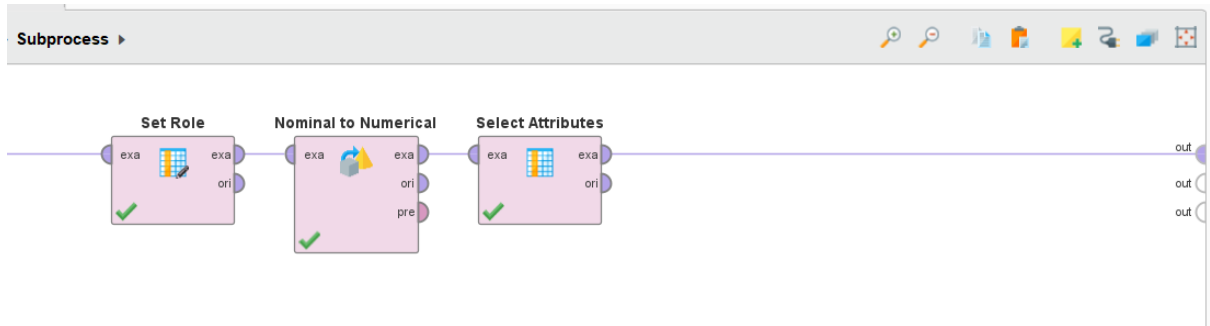 Subprocess
Set Role
Nominal to Numerical
Select Attributes
exa exa
exa exa
exa exa
out
ori
ori
ori
out
pre
out